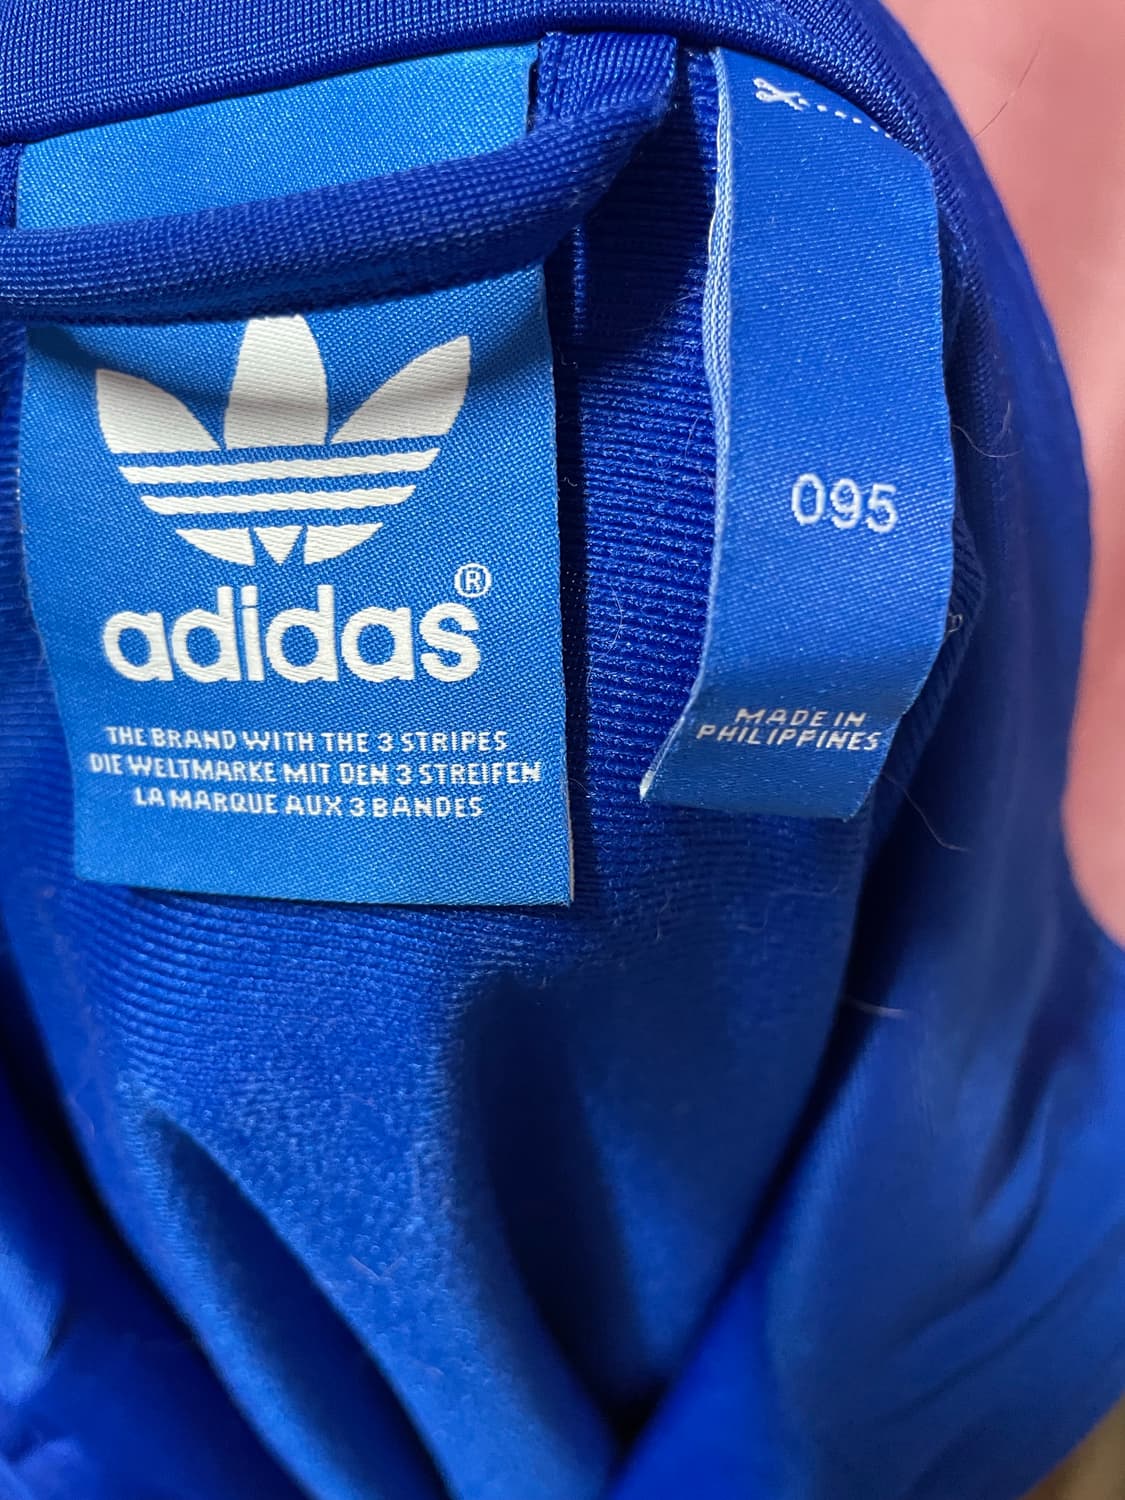 adidas®
THE BRAND WITH THE 3 STRIPES
DIE WELTMARKE MIT DEN 3 STREIFEN
LA MARQUE AUX 3 BANDES
095
MADE IN
PHILIPPINES